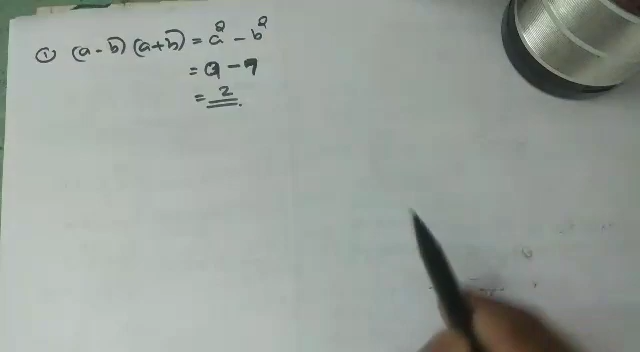 ① (a-b)(a+b) = a² - b²
= 9 - 7
= 2